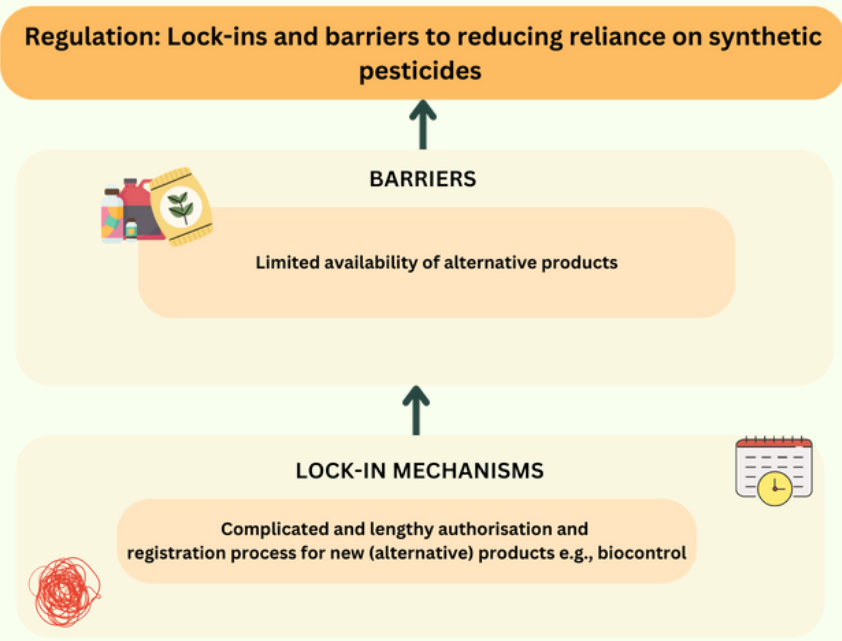 Regulation: Lock-ins and barriers to reducing reliance on synthetic
pesticides
BARRIERS
Limited availability of alternative products
LOCK-IN MECHANISMS
Complicated and lengthy authorisation and
registration process for new (alternative) products e.g., biocontrol